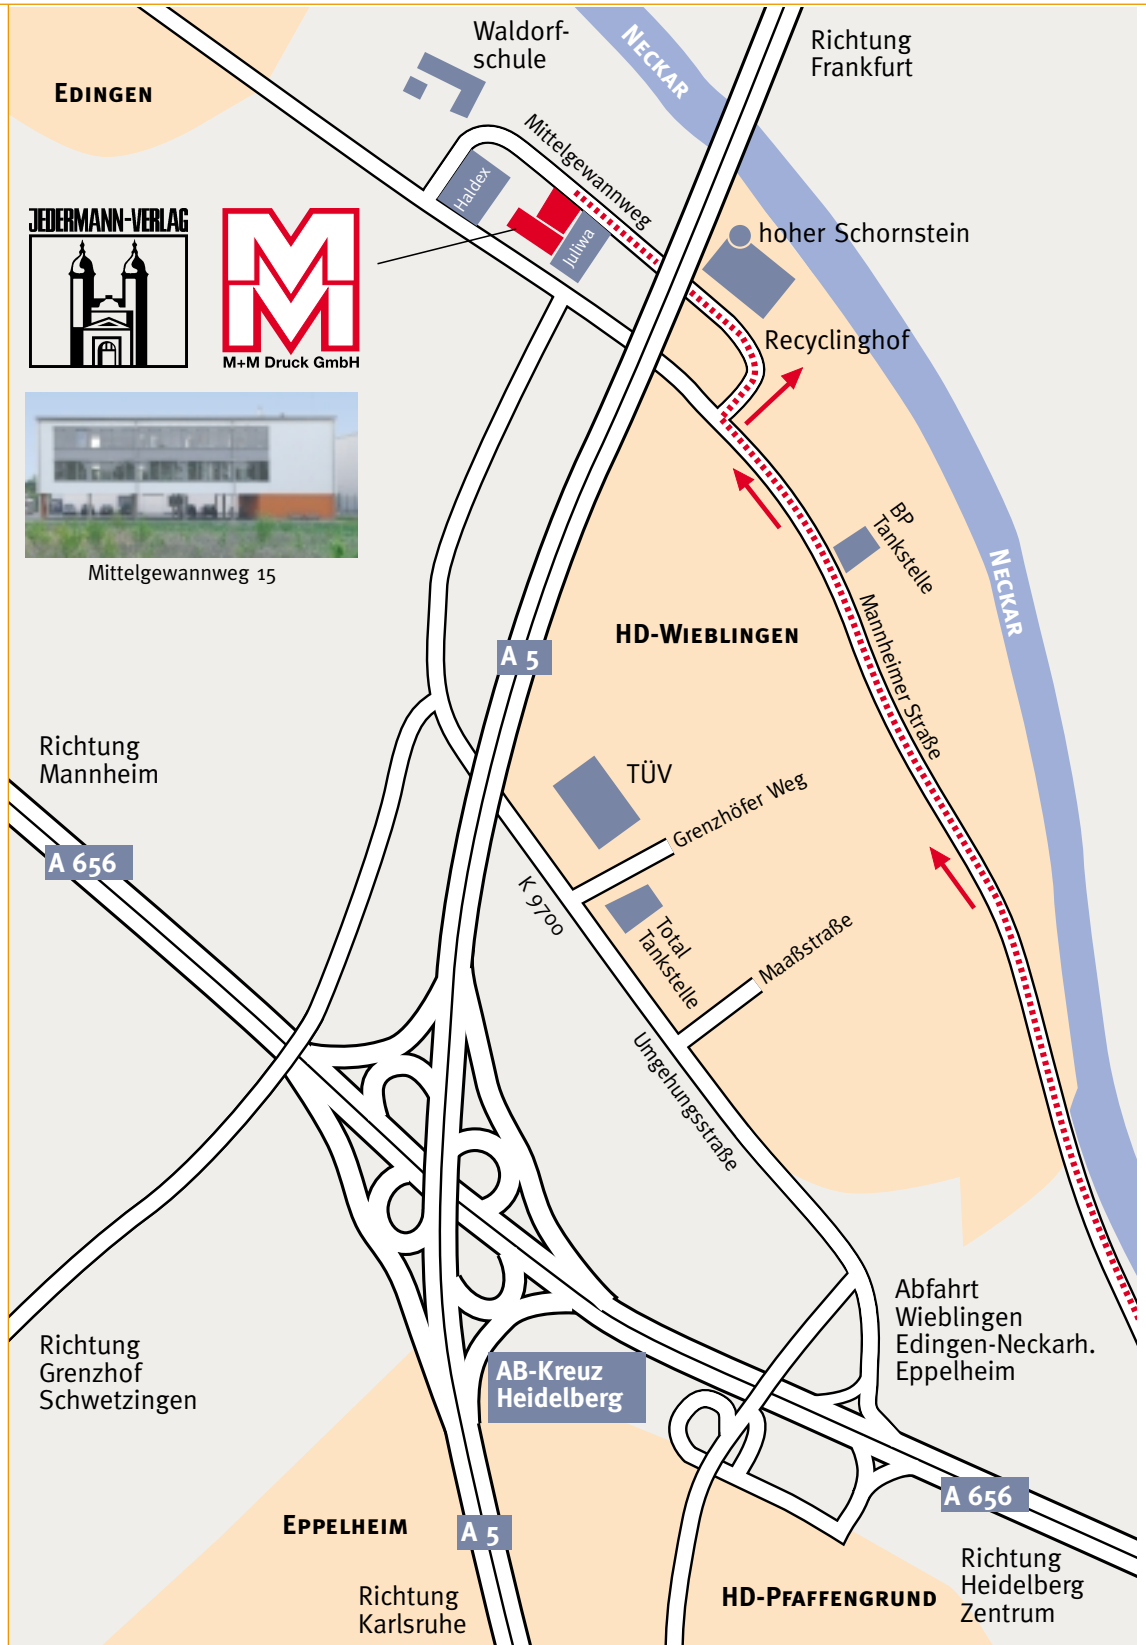 Waldorf-
schule
NECKAR
Richtung
Frankfurt
EDINGEN
Mittelgewannweg
Haldex
Juliwa
JEDERMANN-VERLAG
MM
M+M Druck GmbH
hoher Schornstein
Recyclinghof
Mittelgewannweg 15
BP
Tankstelle
NECKAR
Mannheimer Straße
HD-WIEBLINGEN
A 5
Richtung
Mannheim
A 656
TÜV
Grenzhöfer Weg
K 9700
Total
Tankstelle
Maaßstraße
Umgehungsstraße
Richtung
Grenzhof
Schwetzingen
Abfahrt
Wieblingen
Edingen-Neckarh.
Eppelheim
AB-Kreuz
Heidelberg
EPPELHEIM
A 5
A 656
Richtung
Karlsruhe
HD-PFAFFENGRUND
Richtung
Heidelberg
Zentrum